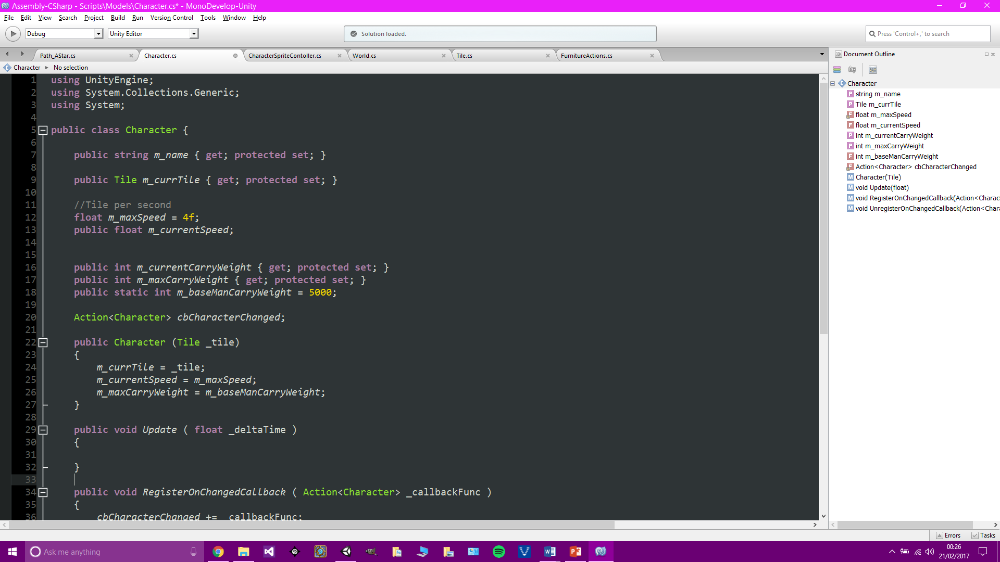 Assembly-CSharp - Scripts\Models\Character.cs* - MonoDevelop-Unity
File Edit View Search Project Build Run Version Control Tools Window Help
Debug Unity Editor Solution loaded. Press 'Control+,' to search
Path_AStar.cs Character.cs CharacterSpriteContoller.cs World.cs Tile.cs FurnitureActions.cs
Character No selection
1 using UnityEngine;
2 using System.Collections.Generic;
3 using System;
4
5 public class Character {
6
7 public string m_name { get; protected set; }
8
9 public Tile m_currTile { get; protected set; }
10
11 //Tile per second
12 float m_maxSpeed = 4f;
13 public float m_currentSpeed;
14
15
16 public int m_currentCarryWeight { get; protected set; }
17 public int m_maxCarryWeight { get; protected set; }
18 public static int m_baseManCarryWeight = 5000;
19
20 Action<Character> cbCharacterChanged;
21
22 public Character (Tile _tile)
23 {
24 m_currTile = _tile;
25 m_currentSpeed = m_maxSpeed;
26 m_maxCarryWeight = m_baseManCarryWeight;
27 }
28
29 public void Update ( float _deltaTime )
30 {
31
32 }
33
34 public void RegisterOnChangedCallback ( Action<Character> _callbackFunc )
35 {
36 cbCharacterChanged += _callbackFunc;
Document Outline
Character
string m_name
Tile m_currTile
float m_maxSpeed
float m_currentSpeed
int m_currentCarryWeight
int m_maxCarryWeight
int m_baseManCarryWeight
Action<Character> cbCharacterChanged
Character(Tile)
void Update(float)
void RegisterOnChangedCallback(Action<Charac
void UnregisterOnChangedCallback(Action<Chara
Errors Tasks
Ask me anything
00:26
21/02/2017